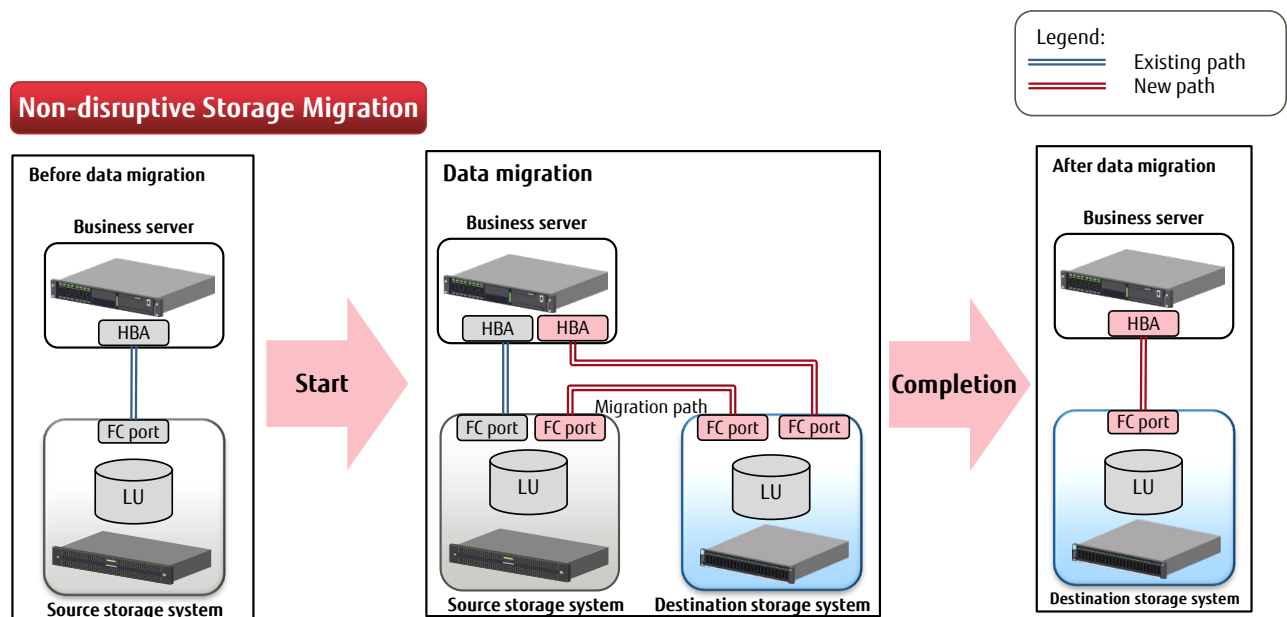 Legend:
Existing path
New path
Non-disruptive Storage Migration
Before data migration
Business server
HBA
FC port
LU
Source storage system
Start
Data migration
Business server
HBA
HBA
Migration path
FC port
FC port
FC port
FC port
LU
LU
Source storage system
Destination storage system
Completion
After data migration
Business server
HBA
FC port
LU
Destination storage system